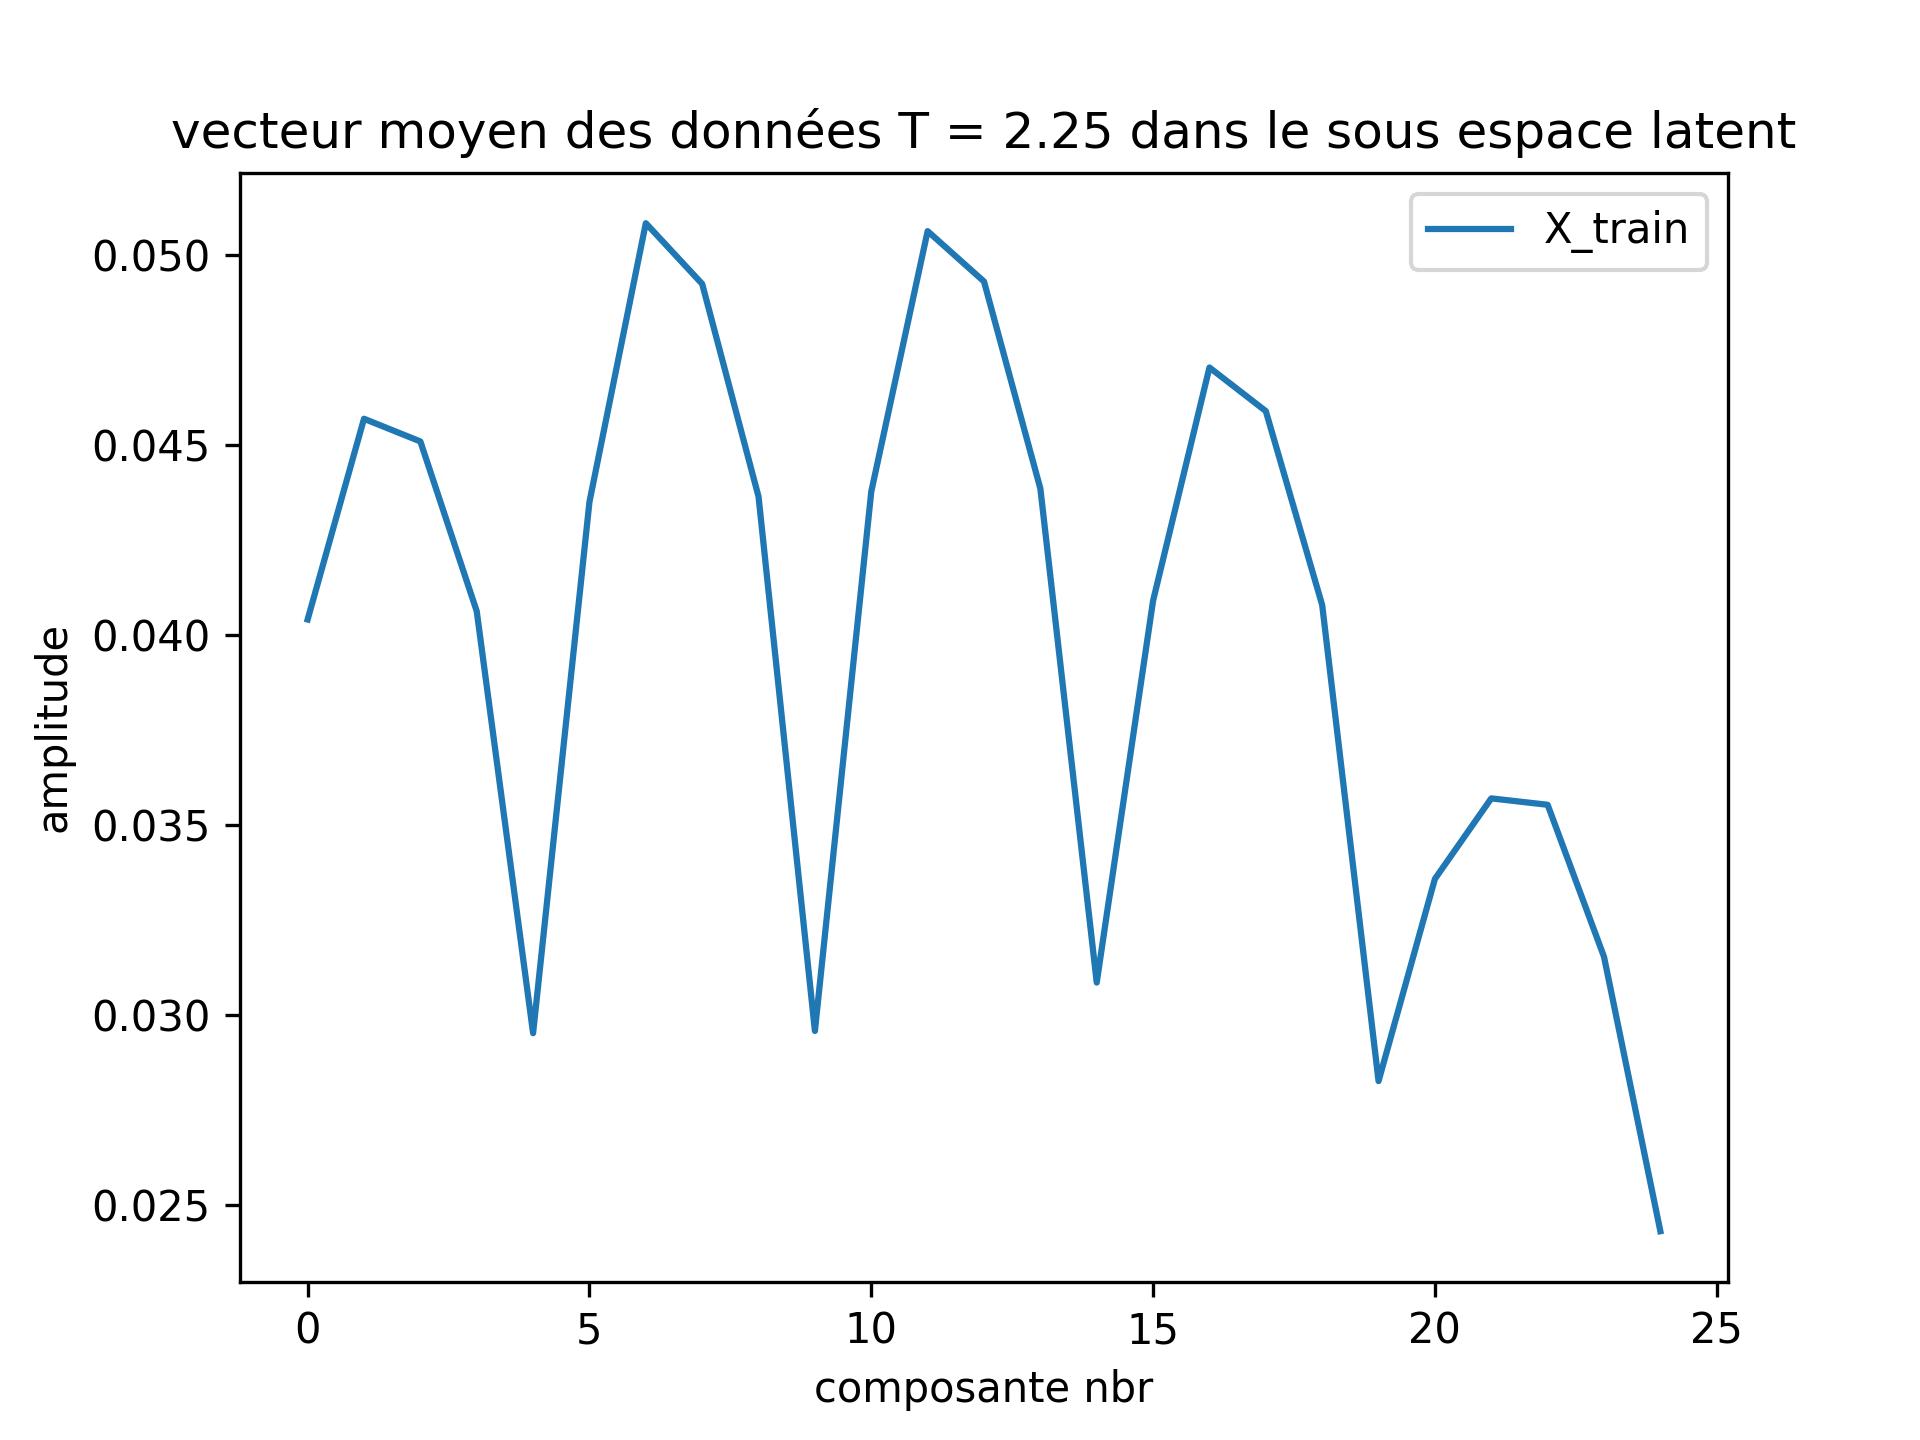 vecteur moyen des données T = 2.25 dans le sous espace latent
X_train
0.050
0.045
0.040
0.035
0.030
0.025
amplitude
0 5 10 15 20 25
composante nbr